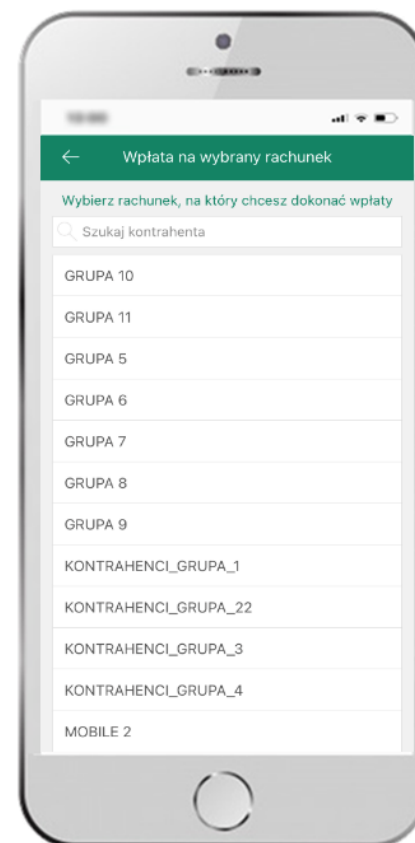 Wpłata na wybrany rachunek
Wybierz rachunek, na który chcesz dokonać wpłaty
Szukaj kontrahenta
GRUPA 10
GRUPA 11
GRUPA 5
GRUPA 6
GRUPA 7
GRUPA 8
GRUPA 9
KONTRAHENCI_GRUPA_1
KONTRAHENCI_GRUPA_22
KONTRAHENCI_GRUPA_3
KONTRAHENCI_GRUPA_4
MOBILE 2